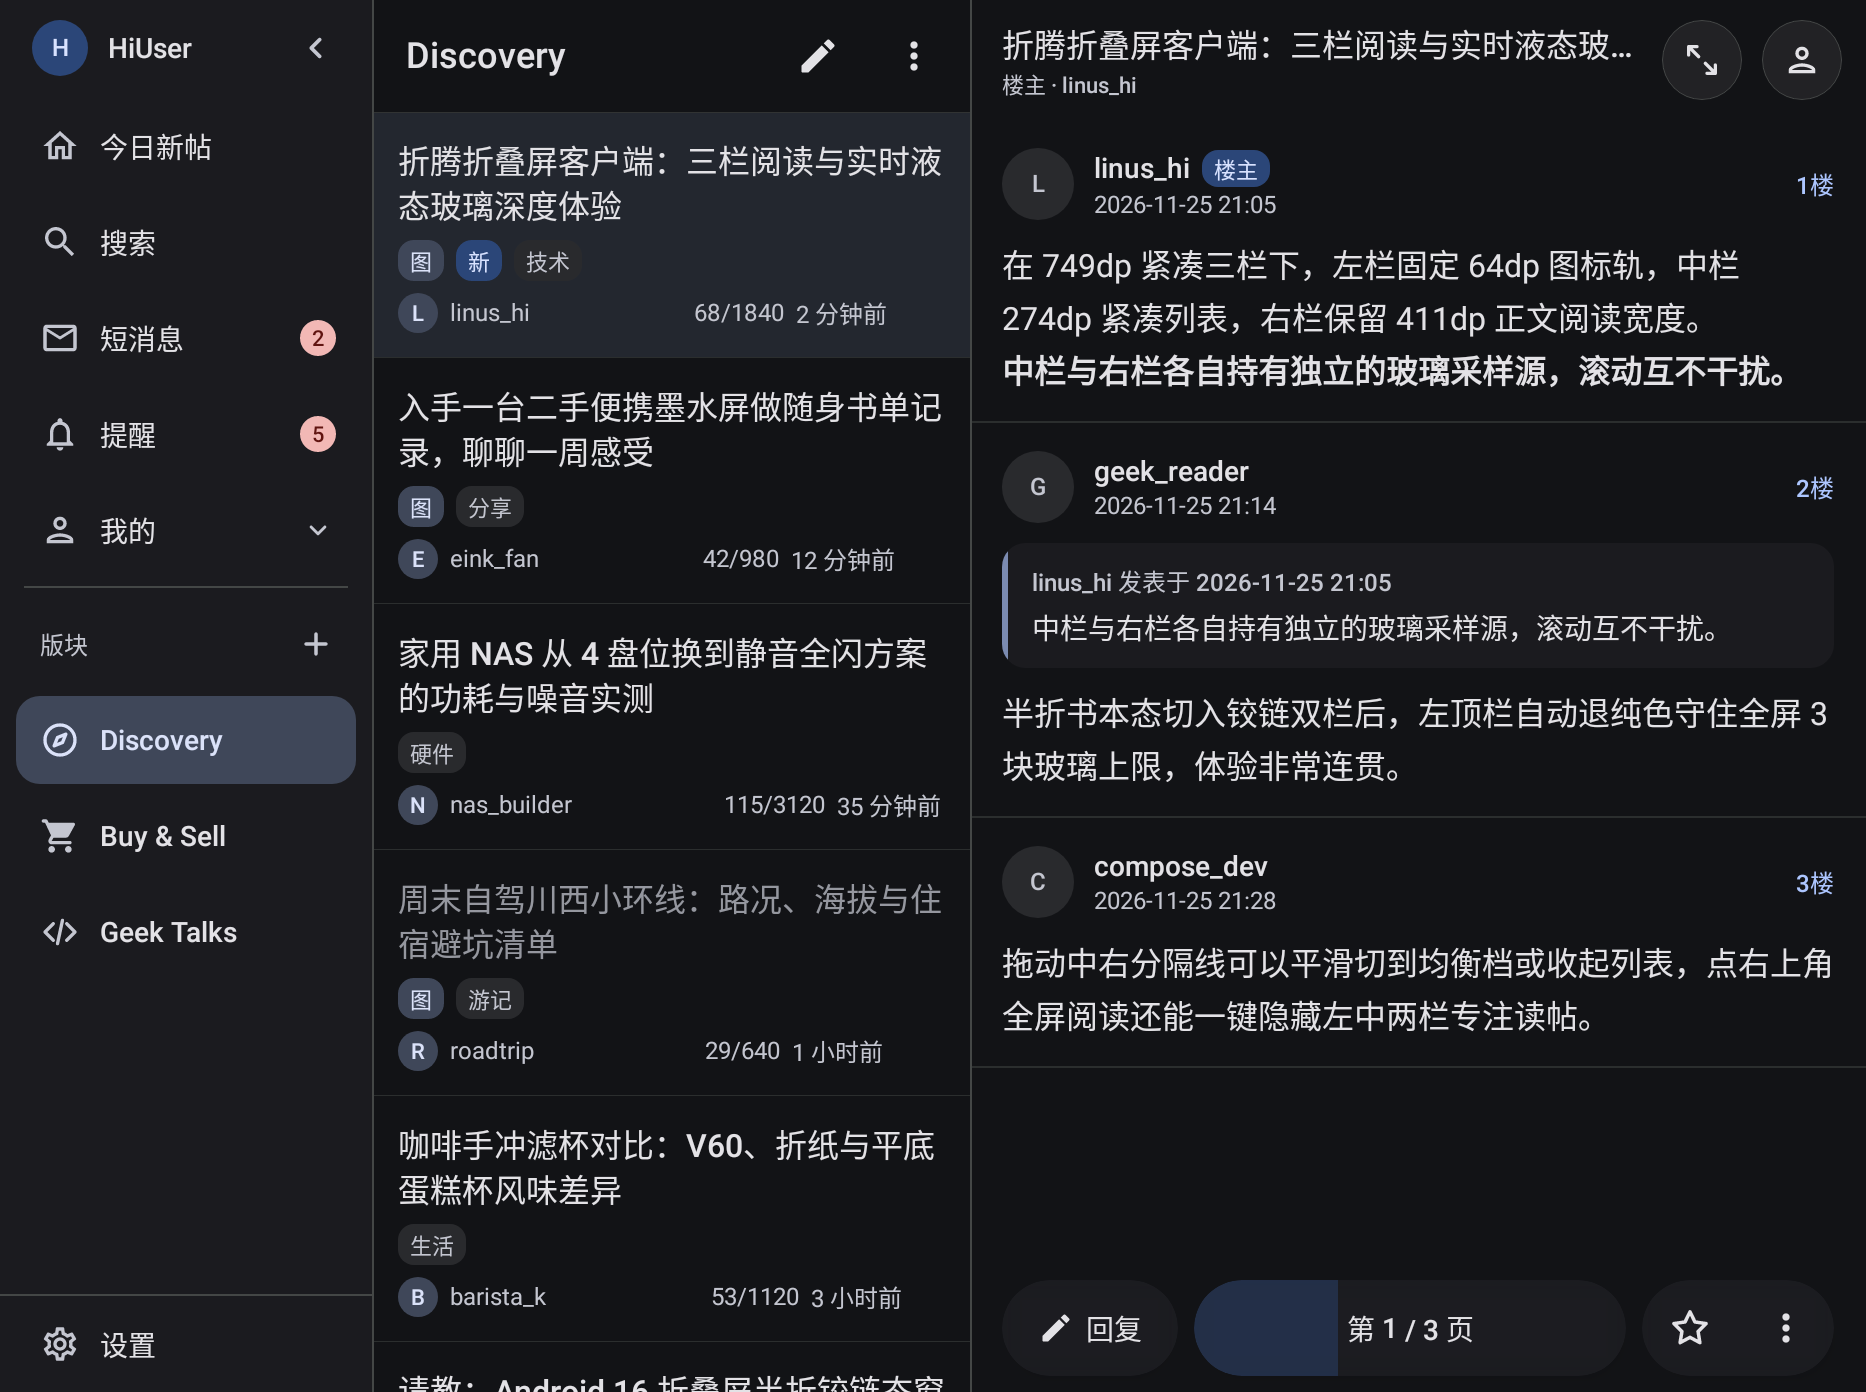 H HiUser
今日新帖
搜索
短消息 2
提醒 5
我的
版块
Discovery
Buy & Sell
Geek Talks
设置
Discovery
折腾折叠屏客户端：三栏阅读与实时液
态玻璃深度体验
图 新 技术
L linus_hi 68/1840 2 分钟前
入手一台二手便携墨水屏做随身书单记
录，聊聊一周感受
图 分享
E eink_fan 42/980 12 分钟前
家用 NAS 从 4 盘位换到静音全闪方案
的功耗与噪音实测
硬件
N nas_builder 115/3120 35 分钟前
周末自驾川西小环线：路况、海拔与住
宿避坑清单
图 游记
R roadtrip 29/640 1 小时前
咖啡手冲滤杯对比：V60、折纸与平底
蛋糕杯风味差异
生活
B barista_k 53/1120 3 小时前
请教：Android 16 折叠屏半折铰链态窗
折腾折叠屏客户端：三栏阅读与实时液态玻...
楼主 · linus_hi
L linus_hi 楼主
2026-11-25 21:05
1楼
在 749dp 紧凑三栏下，左栏固定 64dp 图标轨，中栏
274dp 紧凑列表，右栏保留 411dp 正文阅读宽度。
中栏与右栏各自持有独立的玻璃采样源，滚动互不干扰。
G geek_reader
2026-11-25 21:14
2楼
linus_hi 发表于 2026-11-25 21:05
中栏与右栏各自持有独立的玻璃采样源，滚动互不干扰。
半折书本态切入铰链双栏后，左顶栏自动退纯色守住全屏 3
块玻璃上限，体验非常连贯。
C compose_dev
2026-11-25 21:28
3楼
拖动中右分隔线可以平滑切到均衡档或收起列表，点右上角
全屏阅读还能一键隐藏左中两栏专注读帖。
回复
第 1 / 3 页